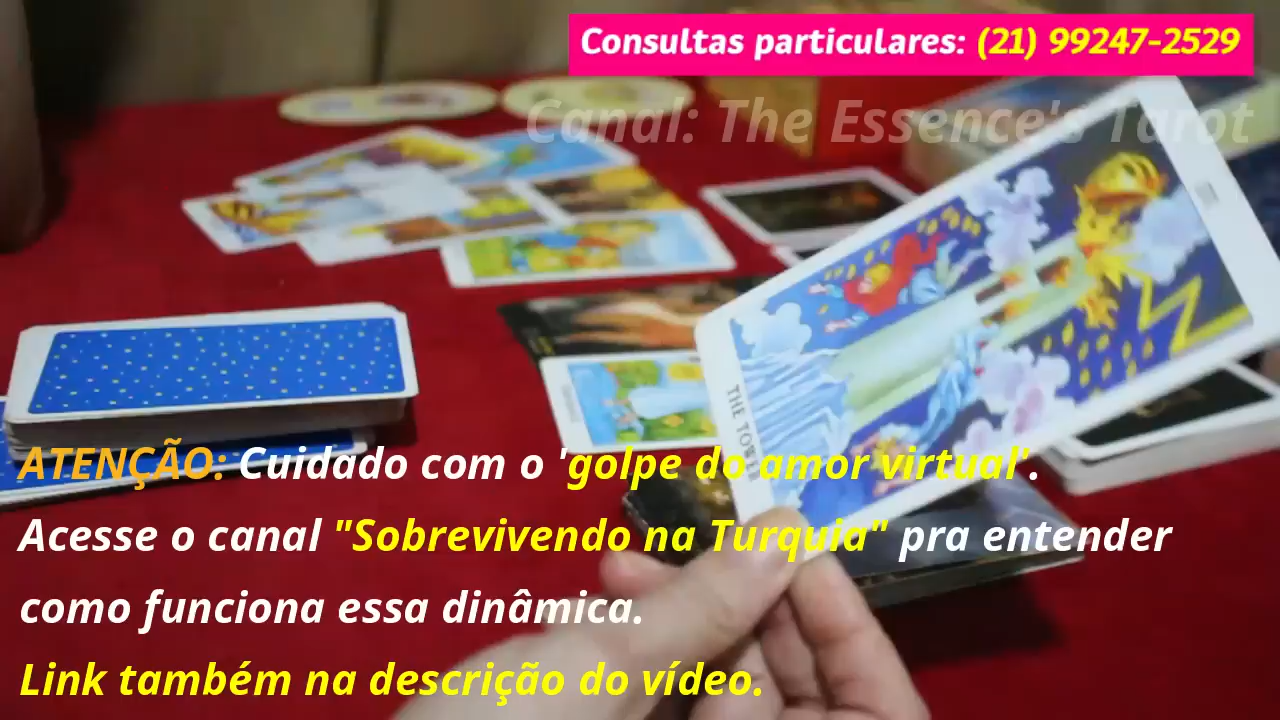 Consultas particulares: (21) 99247-2529
Canal: The Essence's Tarot
THE TOWER
ATENÇÃO: Cuidado com o 'golpe do amor virtual'.
Acesse o canal "Sobrevivendo na Turquia" pra entender
como funciona essa dinâmica.
Link também na descrição do vídeo.